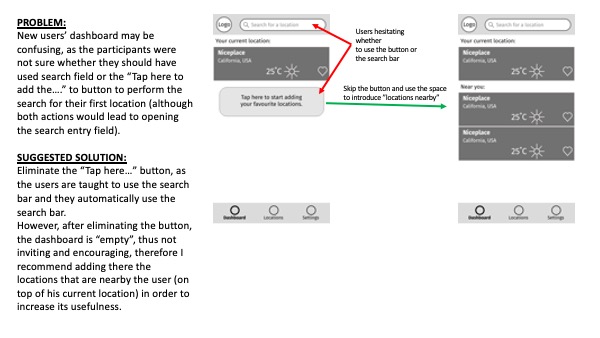 PROBLEM:
New users' dashboard may be
confusing, as the participants were
not sure whether they should have
used search field or the "Tap here to
add the...." to button to perform the
search for their first location (although
both actions would lead to opening
the search entry field).
SUGGESTED SOLUTION:
Eliminate the "Tap here..." button, as
the users are taught to use the search
bar and they automatically use the
search bar.
However, after eliminating the button,
the dashboard is "empty", thus not
inviting and encouraging, therefore I
recommend adding there the
locations that are nearby the user (on
top of his current location) in order to
increase its usefulness.
Logo
Search for a location
Your current location:
Niceplace
California, USA
25°C
Tap here to start adding
your favourite locations.
Dashboard
Locations
Settings
Users hesitating
whether
to use the button or
the search bar
Skip the button and use the space
to introduce "locations nearby"
Logo
Search for a location
Your current location:
Niceplace
California, USA
25°C
Near you:
Niceplace
California, USA
25°C
Niceplace
California, USA
25°C
Dashboard
Locations
Settings